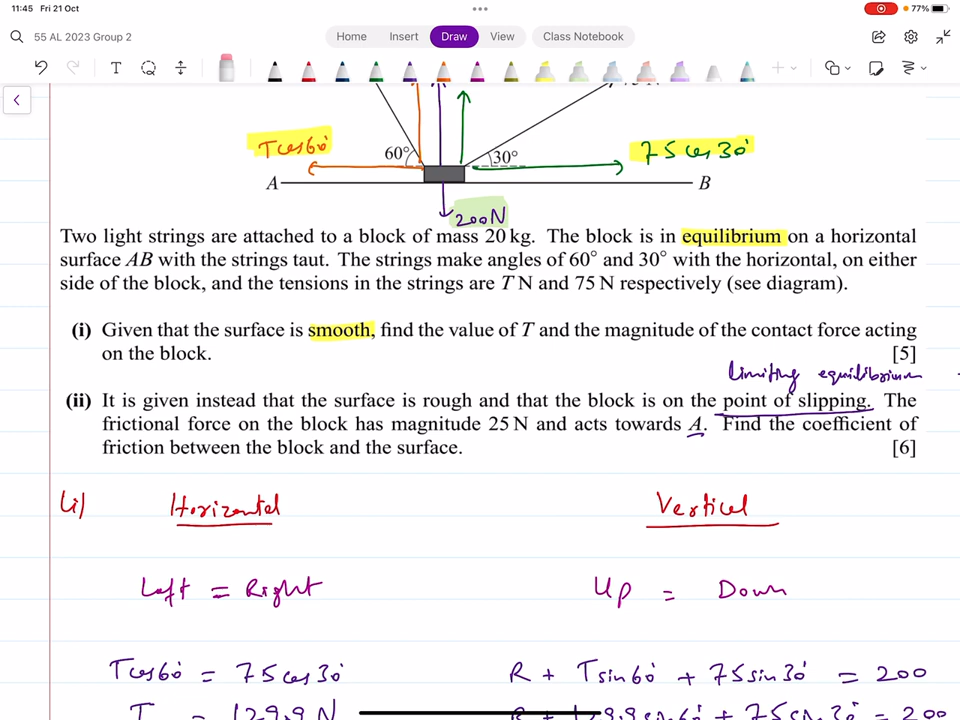 11:45 Fri 21 Oct
77%
55 AL 2023 Group 2
Home Insert Draw View Class Notebook
Tcos60°
60°
30°
75cos30°
A
B
200N
Two light strings are attached to a block of mass 20 kg. The block is in equilibrium on a horizontal
surface AB with the strings taut. The strings make angles of 60° and 30° with the horizontal, on either
side of the block, and the tensions in the strings are T N and 75 N respectively (see diagram).
(i) Given that the surface is smooth, find the value of T and the magnitude of the contact force acting
on the block. [5]
limiting equilibrium
(ii) It is given instead that the surface is rough and that the block is on the point of slipping. The
frictional force on the block has magnitude 25 N and acts towards A. Find the coefficient of
friction between the block and the surface. [6]
(i) Horizontal Vertical
Left = Right Up = Down
Tcos60° = 75cos30° R + Tsin60° + 75sin30° = 200
T = 129.9 N R + 129.9sin60° + 75sin30° = 200